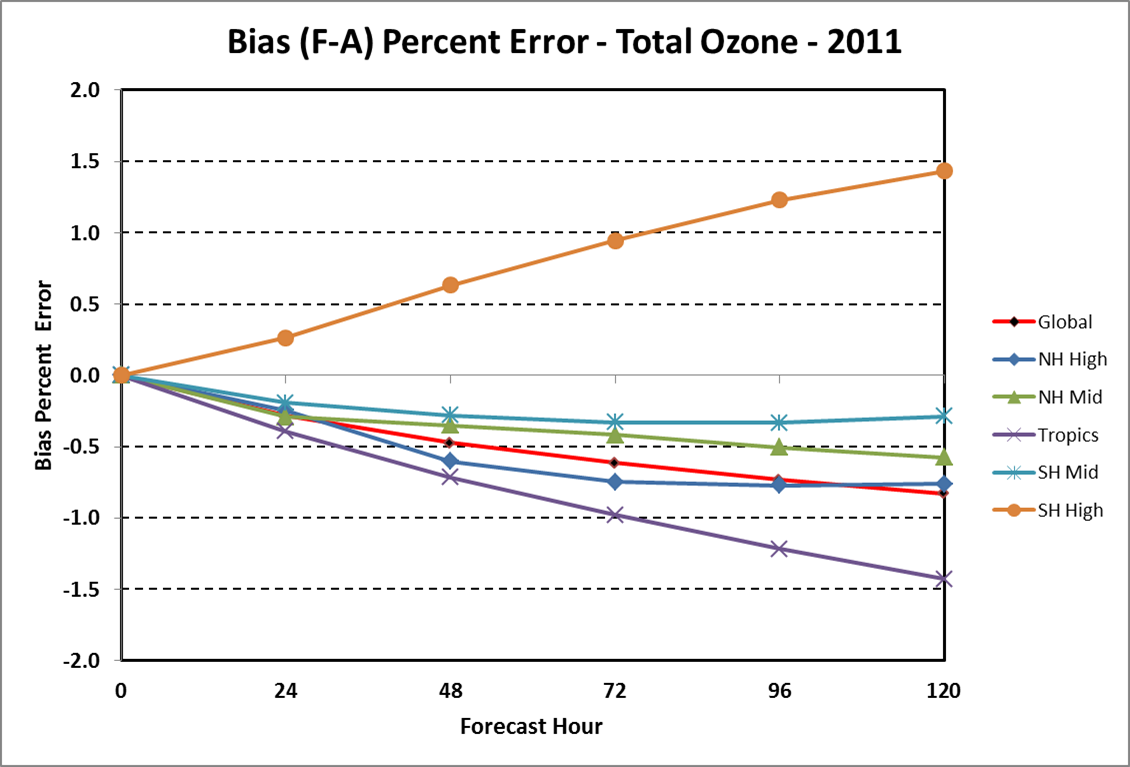 Bias (F-A) Percent Error - Total Ozone - 2011
2.0
1.5
1.0
0.5
0.0
-0.5
-1.0
-1.5
-2.0
Bias Percent Error
0 24 48 72 96 120
Forecast Hour
Global
NH High
NH Mid
Tropics
SH Mid
SH High